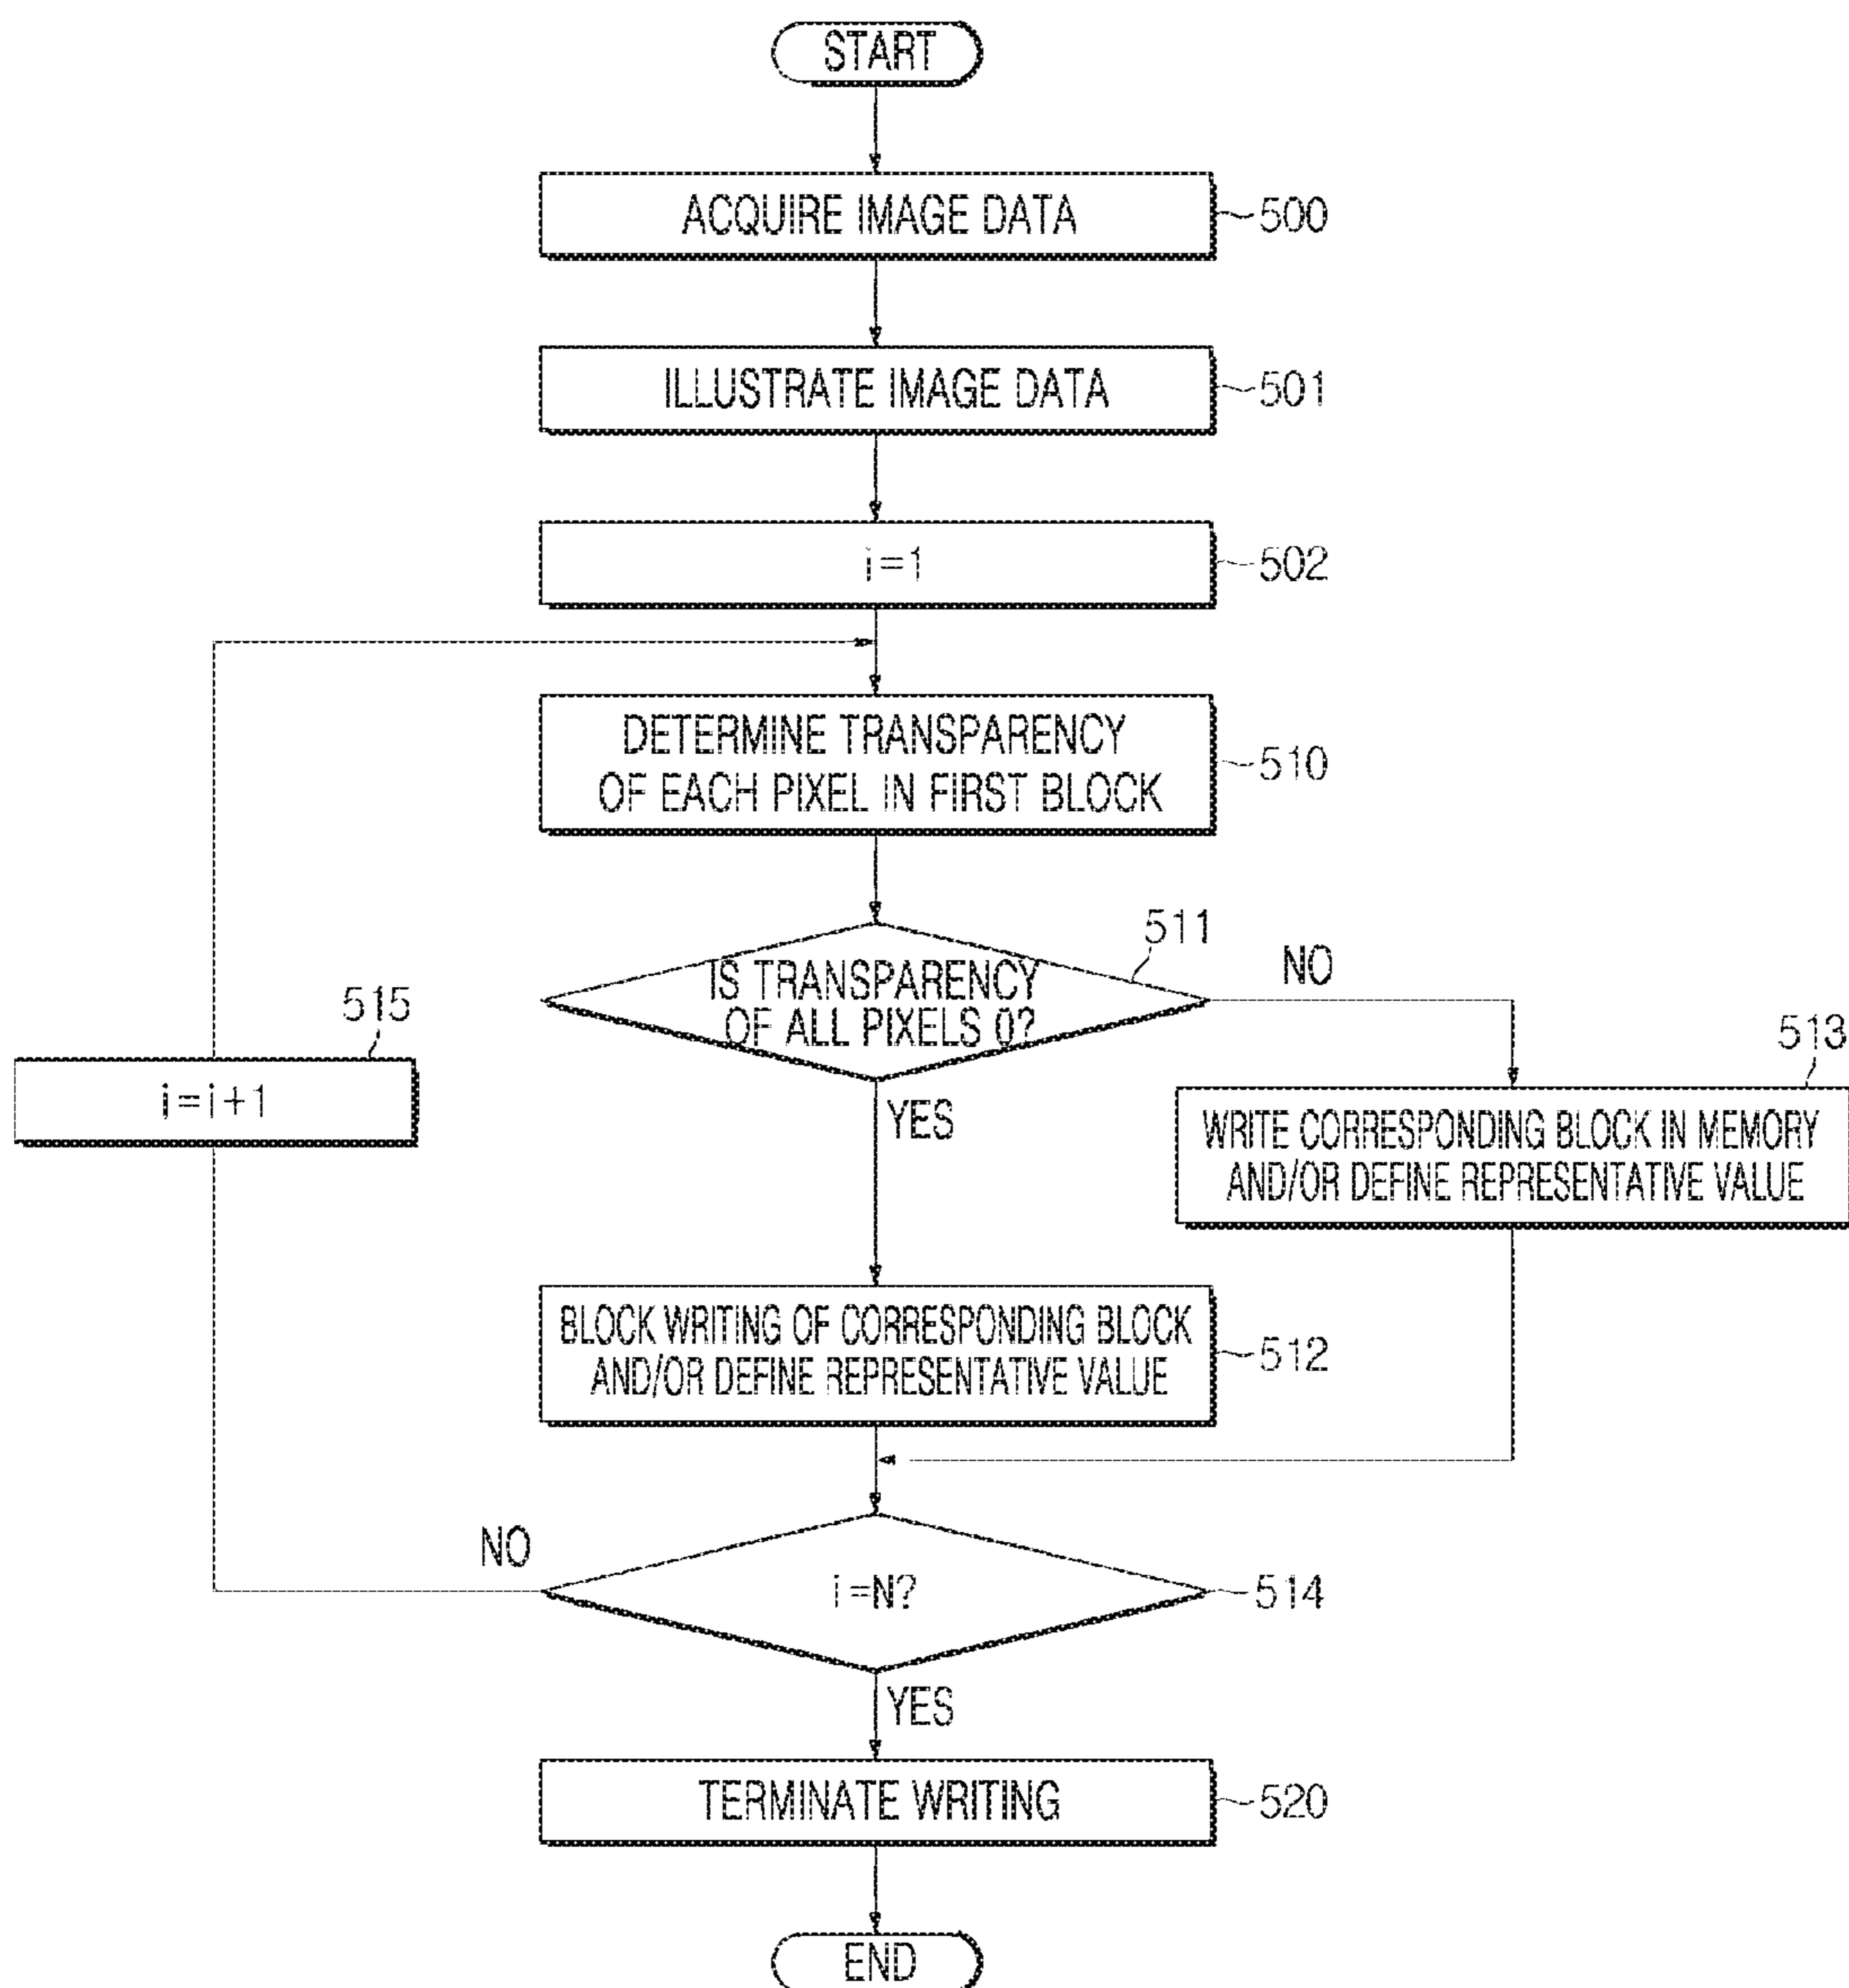 START
ACQUIRE IMAGE DATA
500
ILLUSTRATE IMAGE DATA
501
i=1
502
DETERMINE TRANSPARENCY
OF EACH PIXEL IN FIRST BLOCK
510
511
IS TRANSPARENCY
OF ALL PIXELS 0?
NO
YES
515
i=i+1
513
WRITE CORRESPONDING BLOCK IN MEMORY
AND/OR DEFINE REPRESENTATIVE VALUE
BLOCK WRITING OF CORRESPONDING BLOCK
AND/OR DEFINE REPRESENTATIVE VALUE
512
NO
i=N?
514
YES
TERMINATE WRITING
520
END